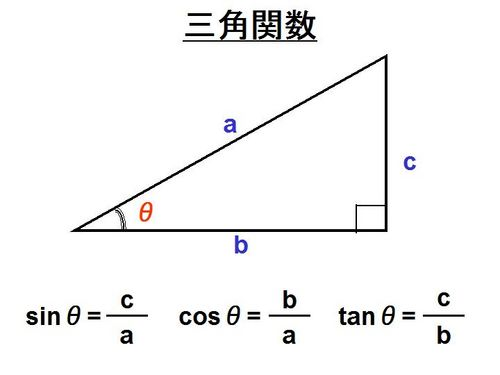 三角関数
a
c
θ
b
sin θ = c/a cos θ = b/a tan θ = c/b